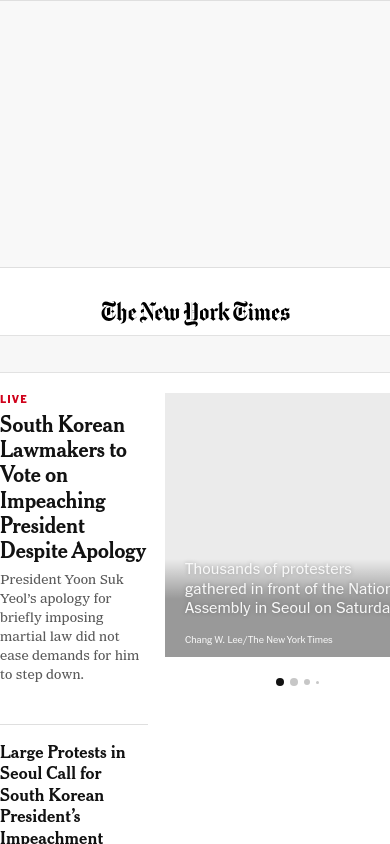 The New York Times
LIVE
South Korean
Lawmakers to
Vote on
Impeaching
President
Despite Apology
President Yoon Suk
Yeol’s apology for
briefly imposing
martial law did not
ease demands for him
to step down.
Large Protests in
Seoul Call for
South Korean
President’s
Impeachment
Thousands of protesters
gathered in front of the Nation
Assembly in Seoul on Saturda
Chang W. Lee/The New York Times